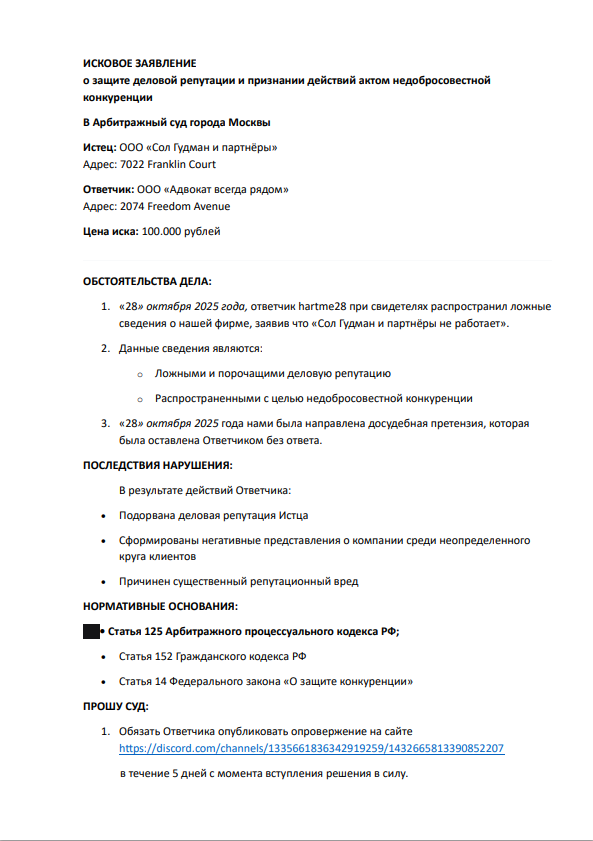 ИСКОВОЕ ЗАЯВЛЕНИЕ
о защите деловой репутации и признании действий актом недобросовестной
конкуренции
В Арбитражный суд города Москвы
Истец: ООО «Сол Гудман и партнёры»
Адрес: 7022 Franklin Court
Ответчик: ООО «Адвокат всегда рядом»
Адрес: 2074 Freedom Avenue
Цена иска: 100.000 рублей
ОБСТОЯТЕЛЬСТВА ДЕЛА:
1. «28» октября 2025 года, ответчик hartme28 при свидетелях распространил ложные
сведения о нашей фирме, заявив что «Сол Гудман и партнёры не работает».
2. Данные сведения являются:
o Ложными и порочащими деловую репутацию
o Распространенными с целью недобросовестной конкуренции
3. «28» октября 2025 года нами была направлена досудебная претензия, которая
была оставлена Ответчиком без ответа.
ПОСЛЕДСТВИЯ НАРУШЕНИЯ:
В результате действий Ответчика:
• Подорвана деловая репутация Истца
• Сформированы негативные представления о компании среди неопределенного
круга клиентов
• Причинен существенный репутационный вред
НОРМАТИВНЫЕ ОСНОВАНИЯ:
• Статья 125 Арбитражного процессуального кодекса РФ;
• Статья 152 Гражданского кодекса РФ
• Статья 14 Федерального закона «О защите конкуренции»
ПРОШУ СУД:
1. Обязать Ответчика опубликовать опровержение на сайте
https://discord.com/channels/1335661836342919259/1432665813390852207
в течение 5 дней с момента вступления решения в силу.